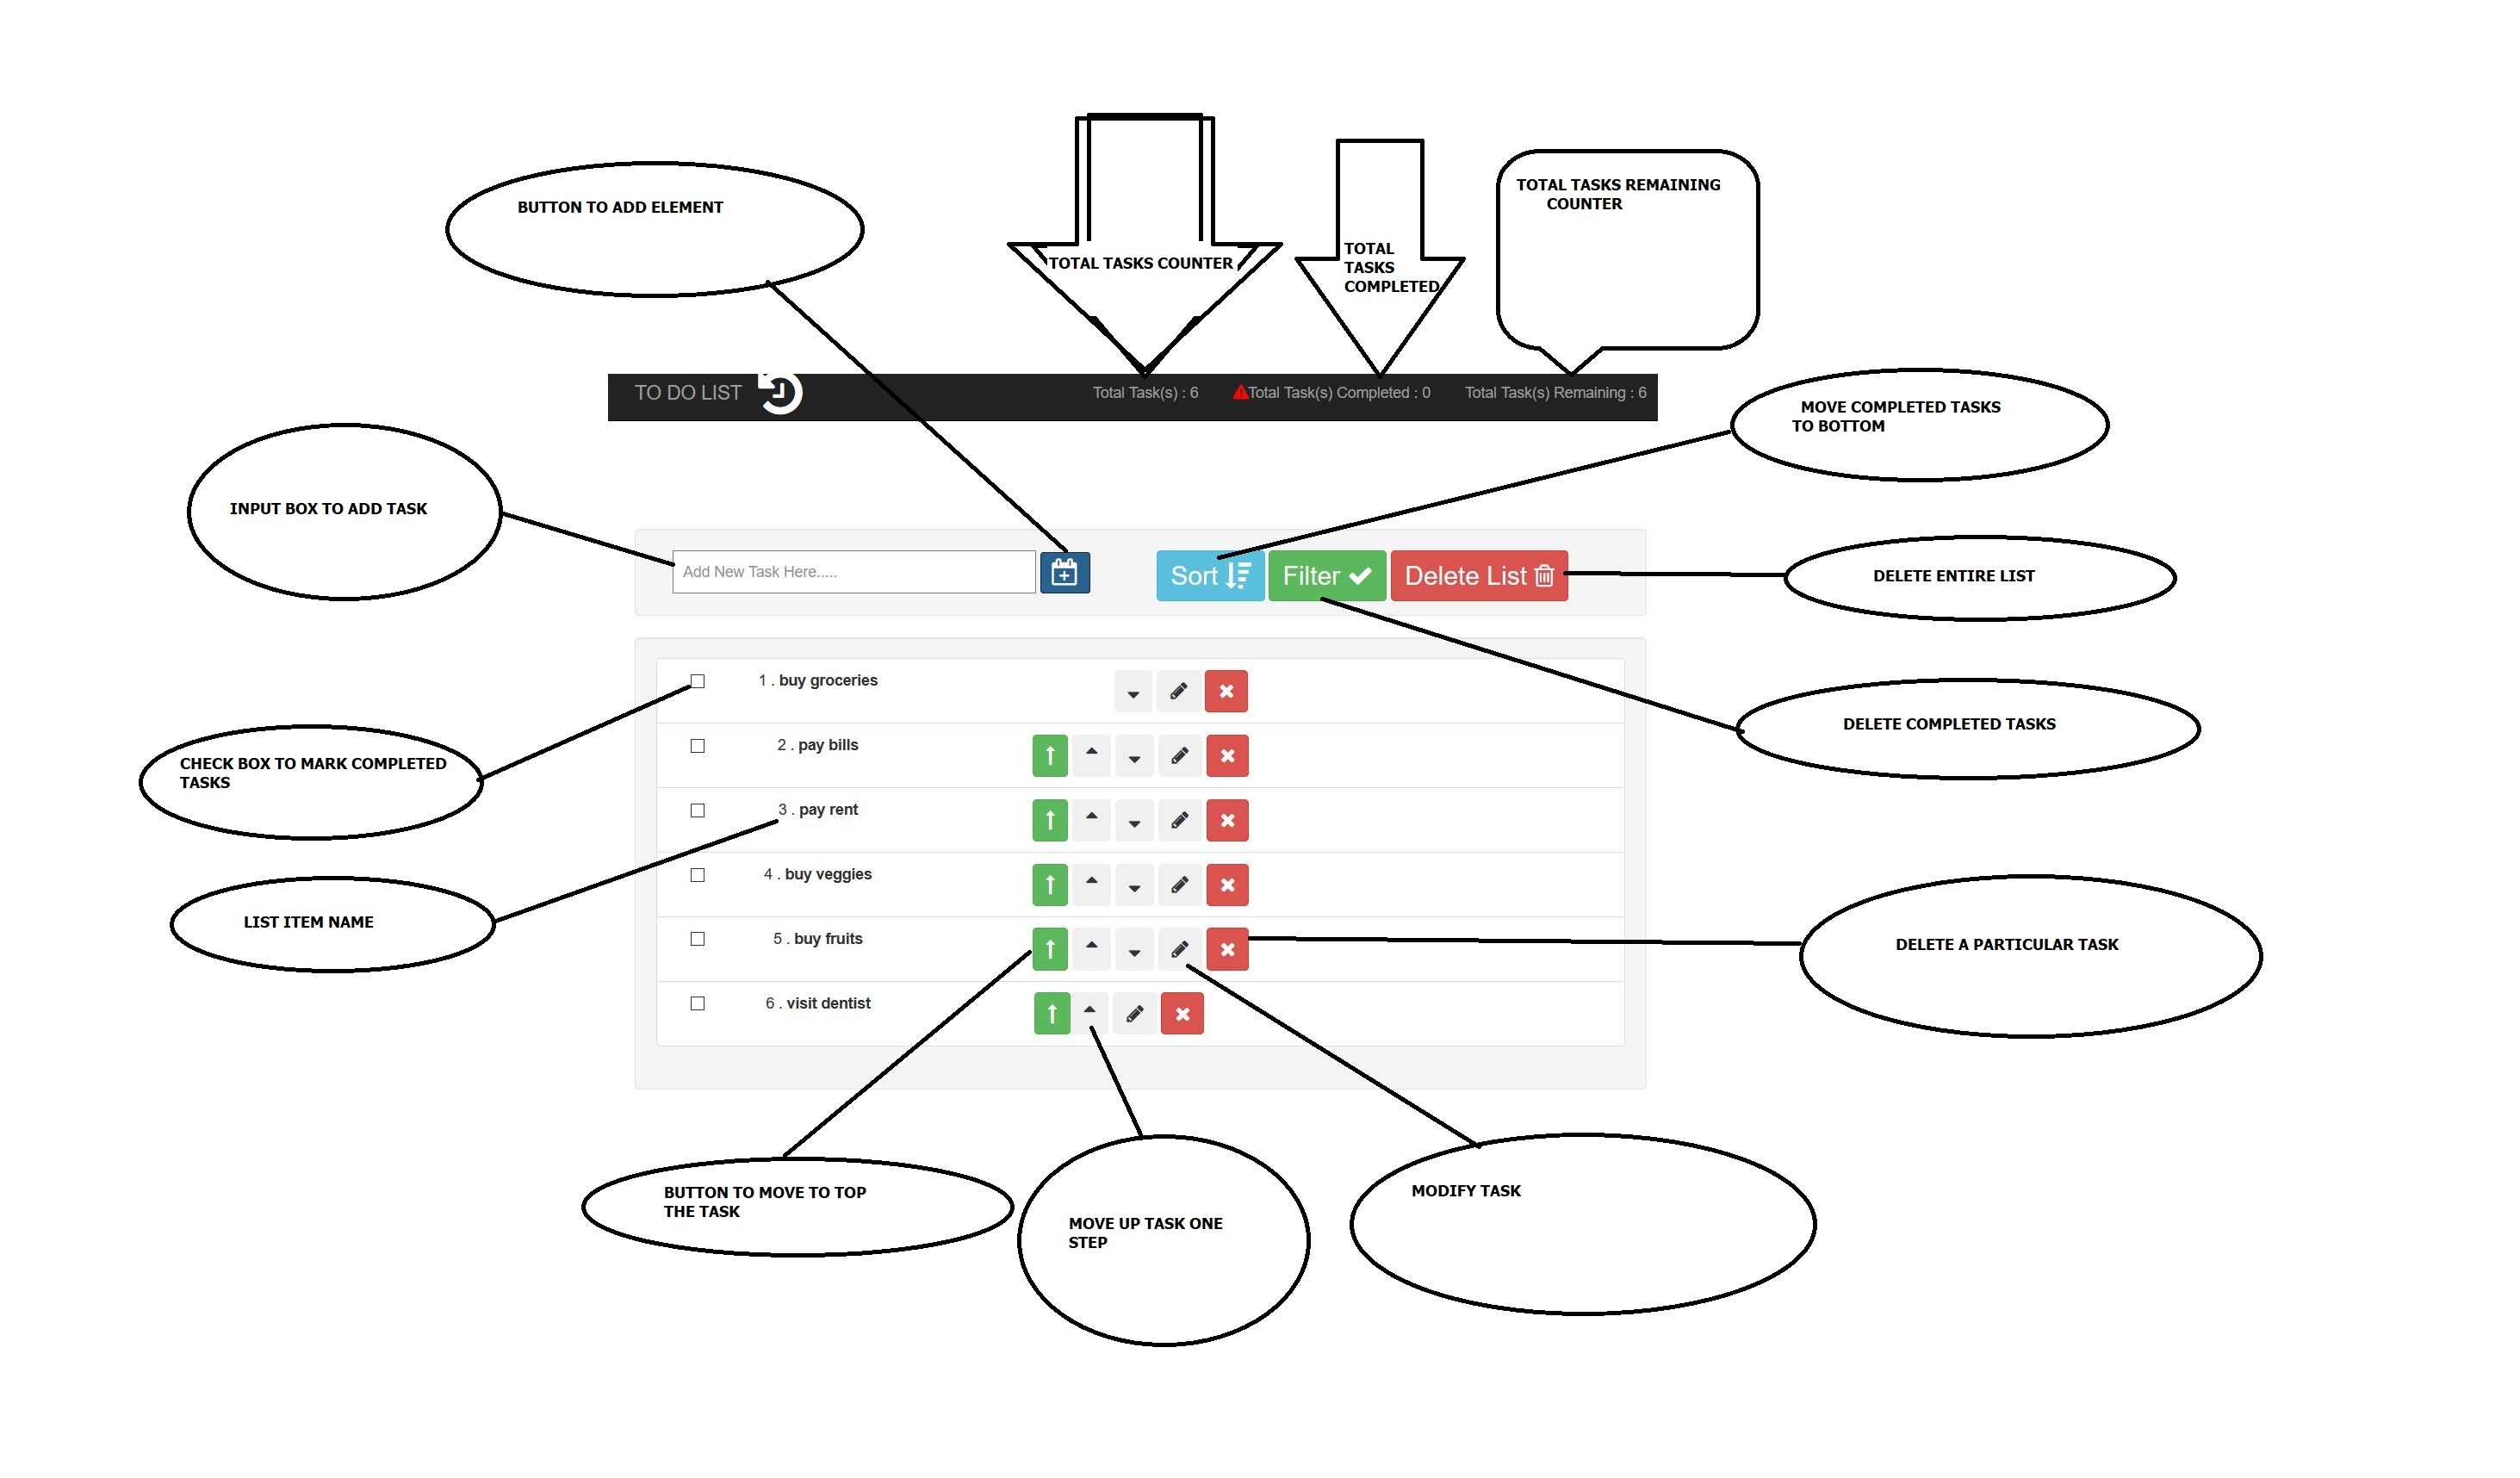 BUTTON TO ADD ELEMENT
TOTAL TASKS COUNTER
TOTAL
TASKS
COMPLETED
TOTAL TASKS REMAINING
COUNTER
TO DO LIST
Total Task(s) : 6
Total Task(s) Completed : 0
Total Task(s) Remaining : 6
MOVE COMPLETED TASKS
TO BOTTOM
INPUT BOX TO ADD TASK
Add New Task Here.....
Sort
Filter
Delete List
DELETE ENTIRE LIST
1 . buy groceries
2 . pay bills
3 . pay rent
4 . buy veggies
5 . buy fruits
6 . visit dentist
CHECK BOX TO MARK COMPLETED
TASKS
LIST ITEM NAME
DELETE COMPLETED TASKS
DELETE A PARTICULAR TASK
BUTTON TO MOVE TO TOP
THE TASK
MOVE UP TASK ONE
STEP
MODIFY TASK